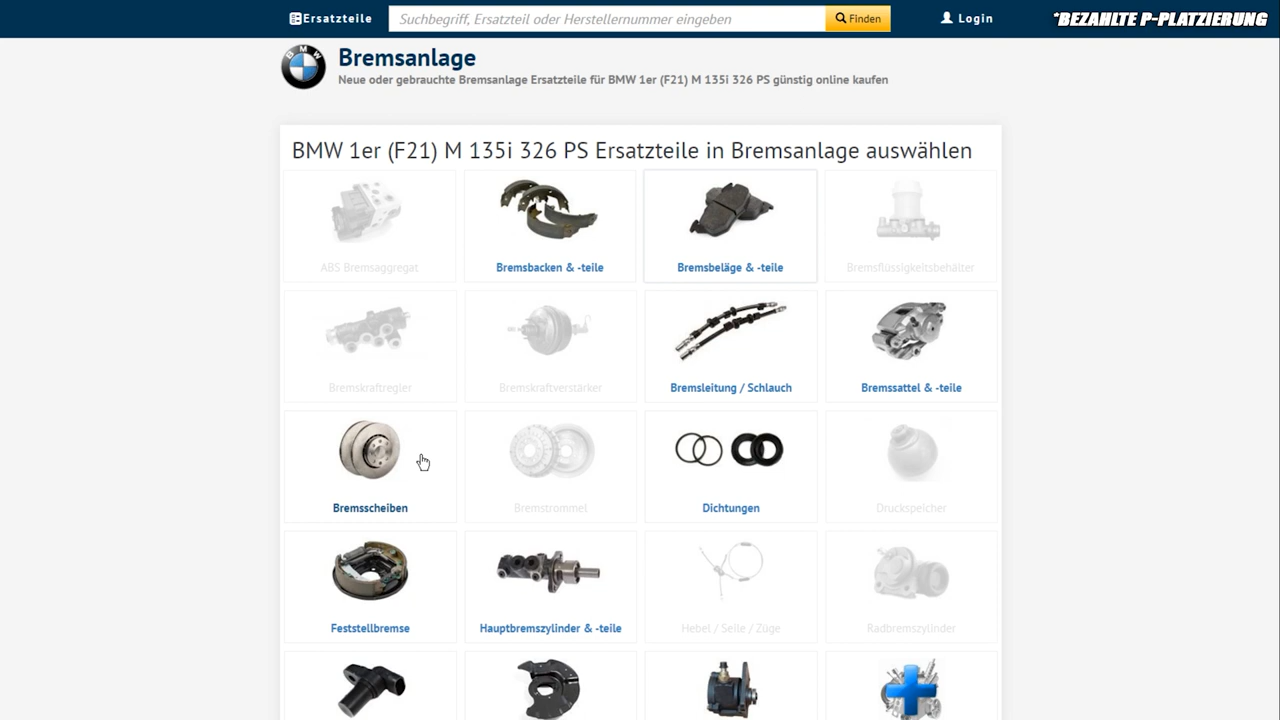 Ersatzteile
Suchbegriff, Ersatzteil oder Herstellernummer eingeben
Finden
Login
*BEZAHLTE P-PLATZIERUNG
BMW
Bremsanlage
Neue oder gebrauchte Bremsanlage Ersatzteile für BMW 1er (F21) M 135i 326 PS günstig online kaufen
BMW 1er (F21) M 135i 326 PS Ersatzteile in Bremsanlage auswählen
ABS Bremsaggregat
Bremsbacken & -teile
Bremsbeläge & -teile
Bremsflüssigkeitsbehälter
Bremskraftregler
Bremskraftverstärker
Bremsleitung / Schlauch
Bremssattel & -teile
Bremsscheiben
Bremstrommel
Dichtungen
Druckspeicher
Feststellbremse
Hauptbremszylinder & -teile
Hebel / Seile / Züge
Radbremszylinder